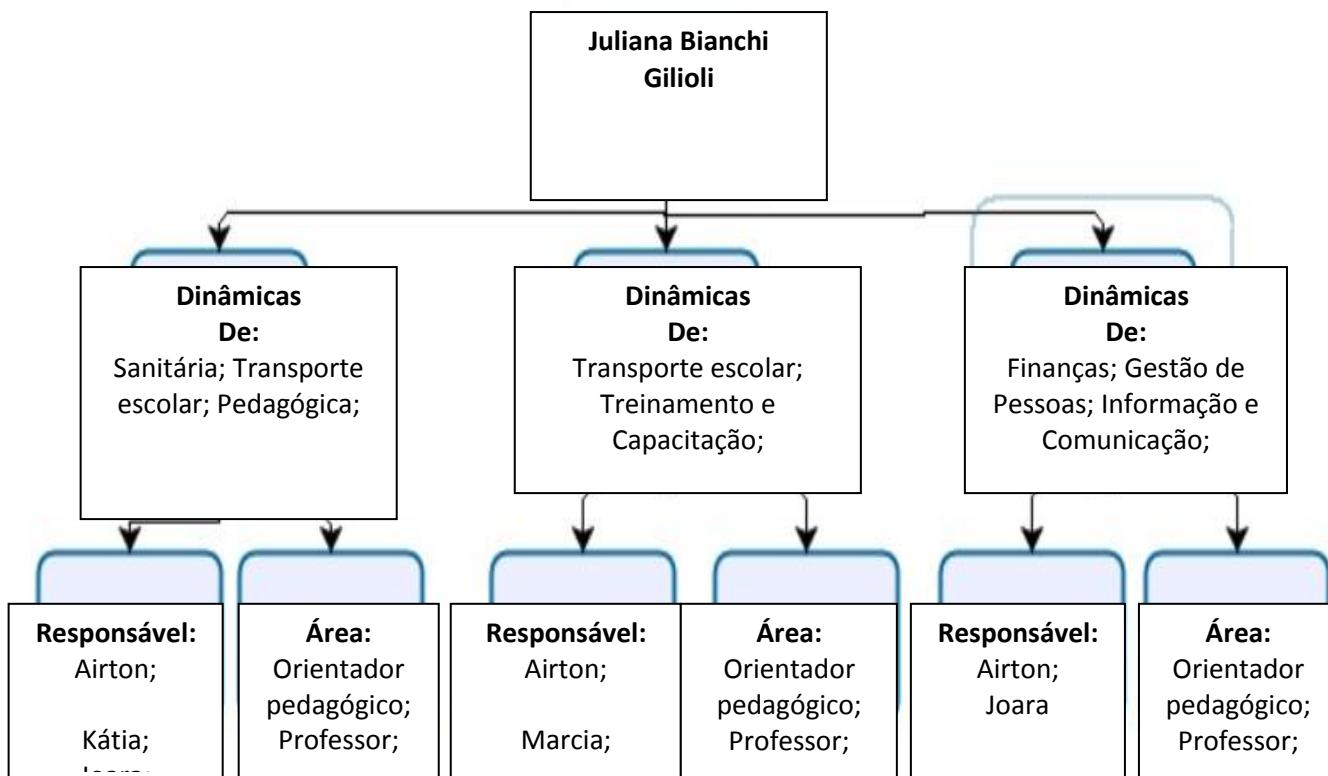 Juliana Bianchi
Gilioli
Dinâmicas
De:
Sanitária; Transporte
escolar; Pedagógica;
Dinâmicas
De:
Transporte escolar;
Treinamento e
Capacitação;
Dinâmicas
De:
Finanças; Gestão de
Pessoas; Informação e
Comunicação;
Responsável:
Airton;
Kátia;
Área:
Orientador
pedagógico;
Professor;
Responsável:
Airton;
Marcia;
Área:
Orientador
pedagógico;
Professor;
Responsável:
Airton;
Joara
Área:
Orientador
pedagógico;
Professor;